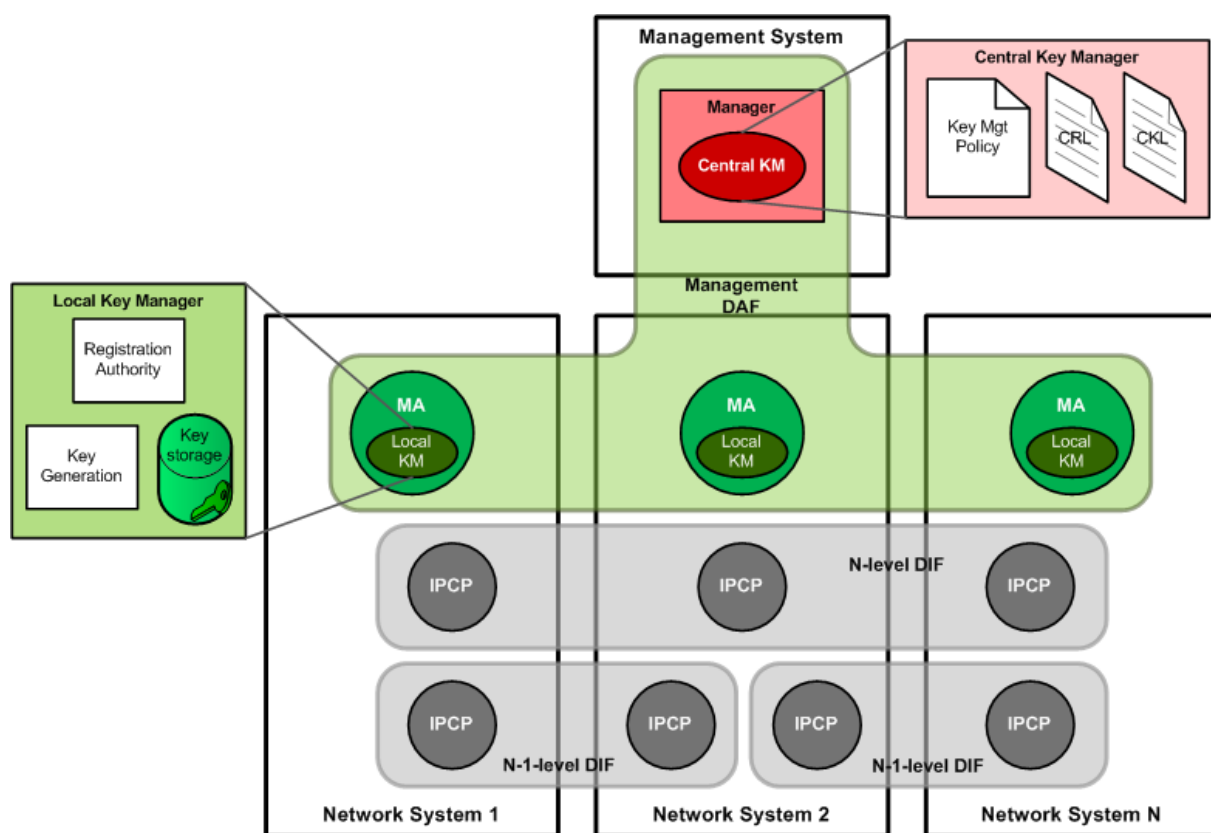 Management System
Manager
Central KM
Central Key Manager
Key Mgt
Policy
CRL
CKL
Management
DAF
Local Key Manager
Registration
Authority
Key
Generation
Key
storage
MA
Local
KM
MA
Local
KM
MA
Local
KM
N-level DIF
IPCP
IPCP
IPCP
IPCP
IPCP
IPCP
IPCP
N-1-level DIF
N-1-level DIF
Network System 1
Network System 2
Network System N